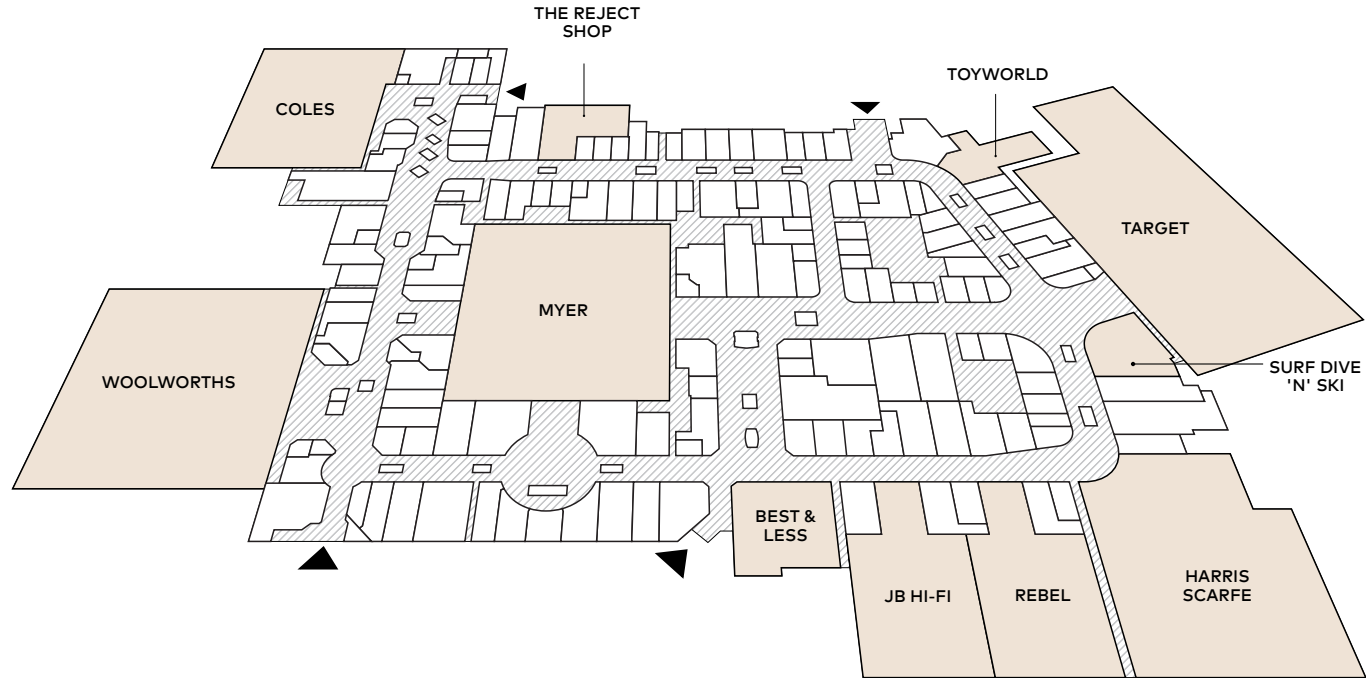 THE REJECT
SHOP
TOYWORLD
COLES
TARGET
MYER
WOOLWORTHS
SURF DIVE
'N' SKI
BEST &
LESS
JB HI-FI
REBEL
HARRIS
SCARFE